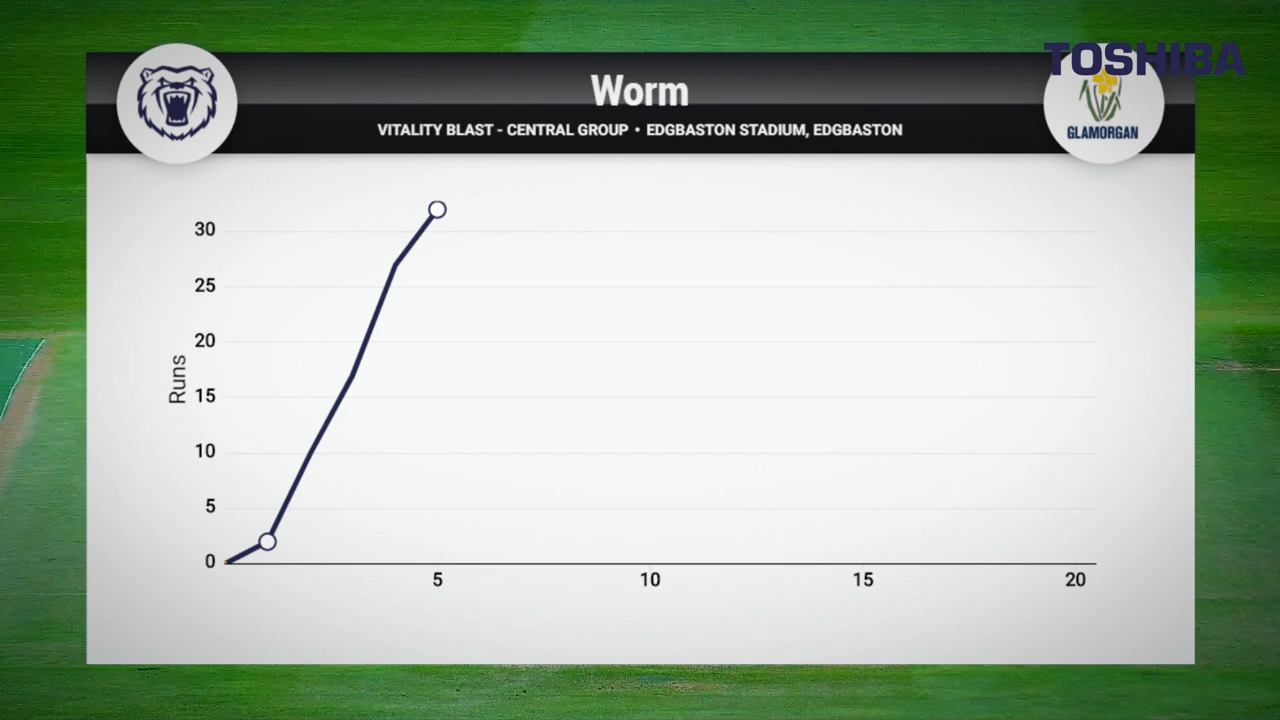 TOSHIBA
Worm
VITALITY BLAST - CENTRAL GROUP • EDGBASTON STADIUM, EDGBASTON
GLAMORGAN
Runs
30
25
20
15
10
5
0
5 10 15 20